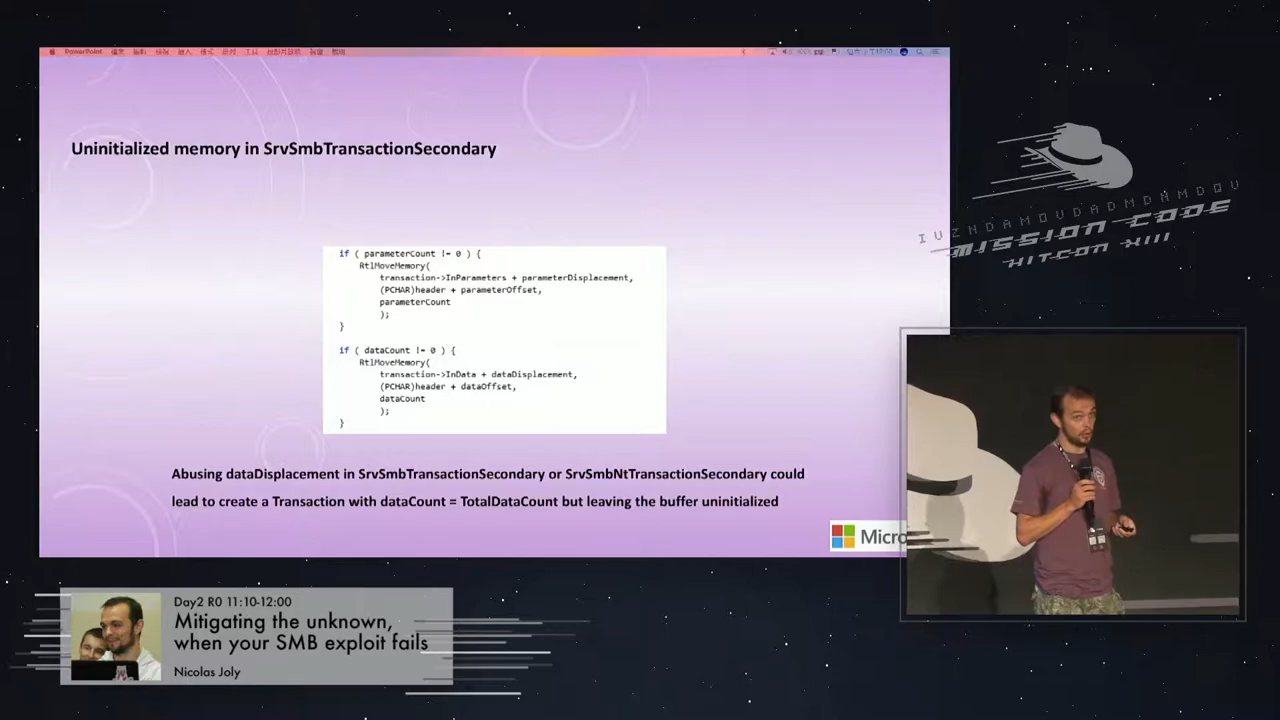 PowerPoint
Uninitialized memory in SrvSmbTransactionSecondary
if ( parameterCount != 0 ) {
RtlMoveMemory(
transaction->InParameters + parameterDisplacement,
(PCHAR)header + parameterOffset,
parameterCount
);
}
if ( dataCount != 0 ) {
RtlMoveMemory(
transaction->InData + dataDisplacement,
(PCHAR)header + dataOffset,
dataCount
);
}
Abusing dataDisplacement in SrvSmbTransactionSecondary or SrvSmbNtTransactionSecondary could
lead to create a Transaction with dataCount = TotalDataCount but leaving the buffer uninitialized
Micro
IUZNDAMOVDADMDNAMDQU
MISSION CODE
HITCON XIII
Day2 R0 11:10-12:00
Mitigating the unknown,
when your SMB exploit fails
Nicolas Joly